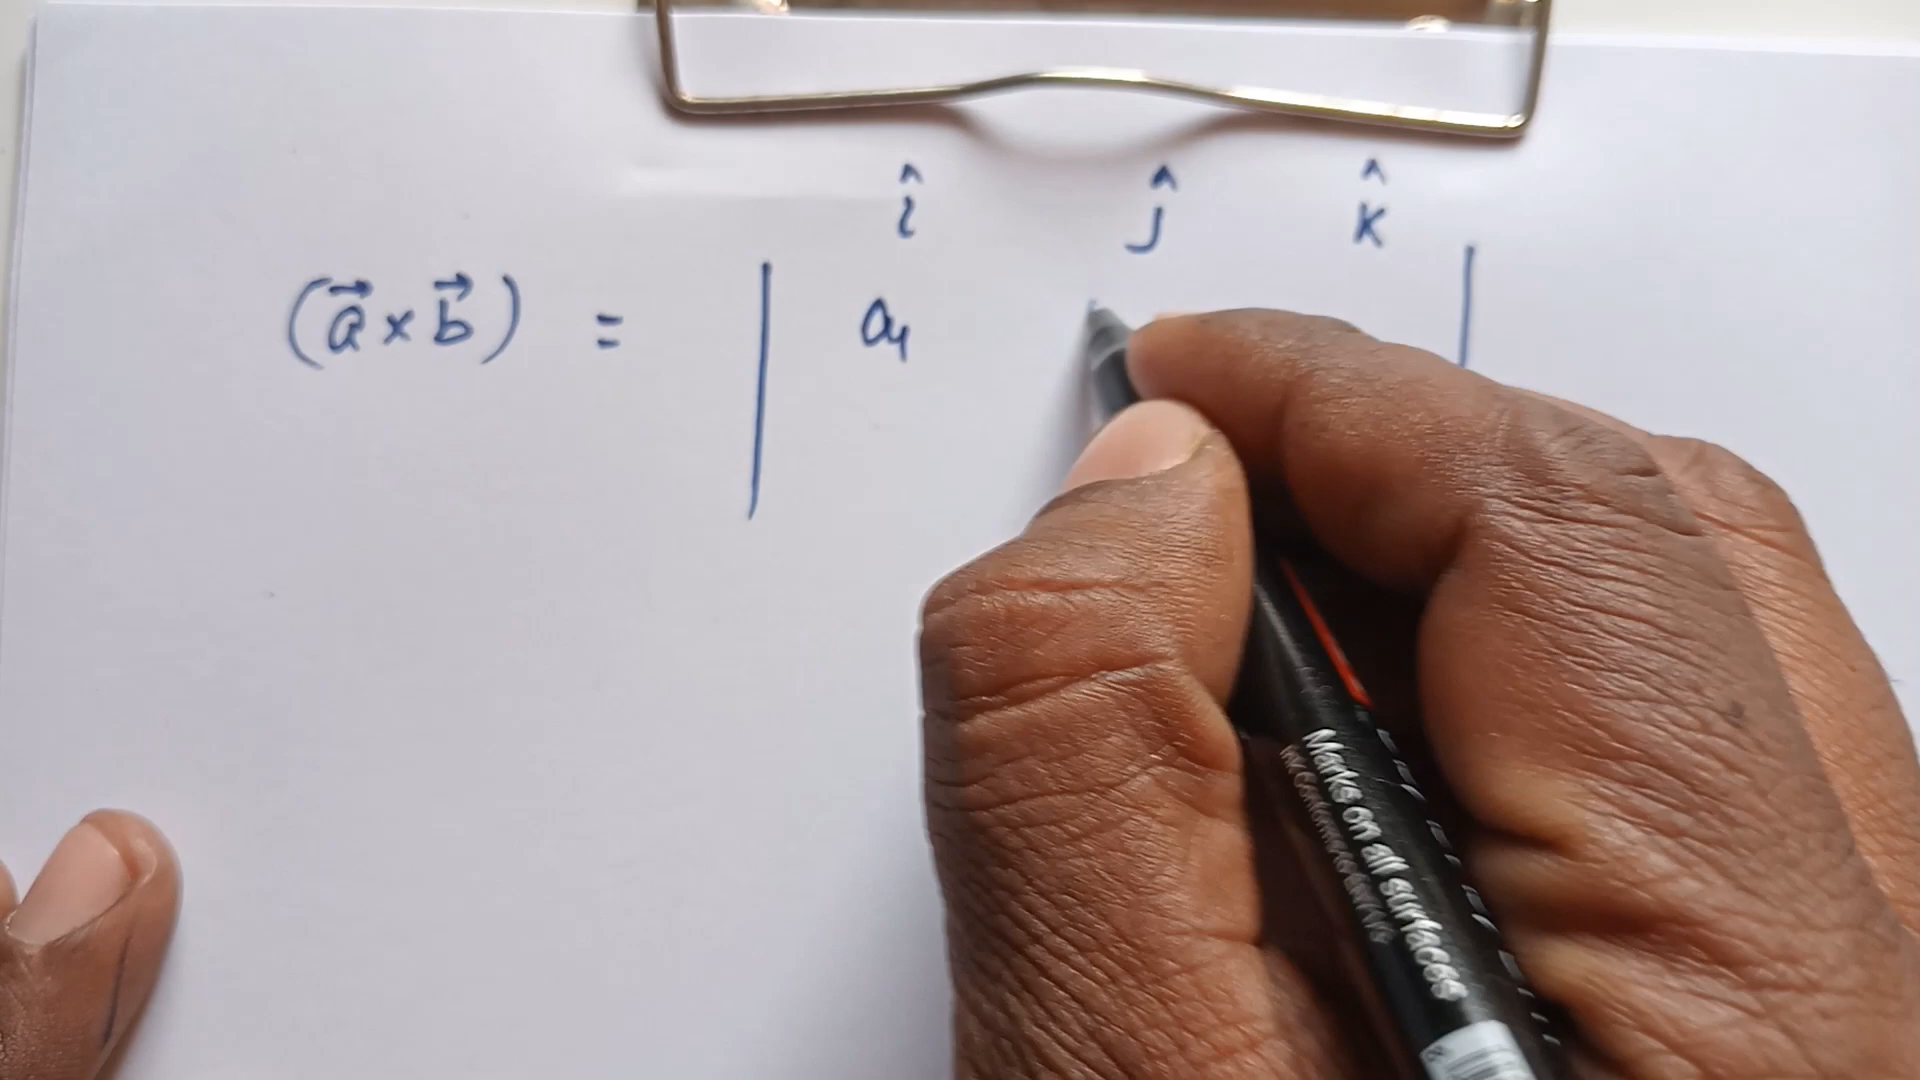 î ĵ k̂
(a⃗ × b⃗) = | a₁ |
Marks on all surfaces